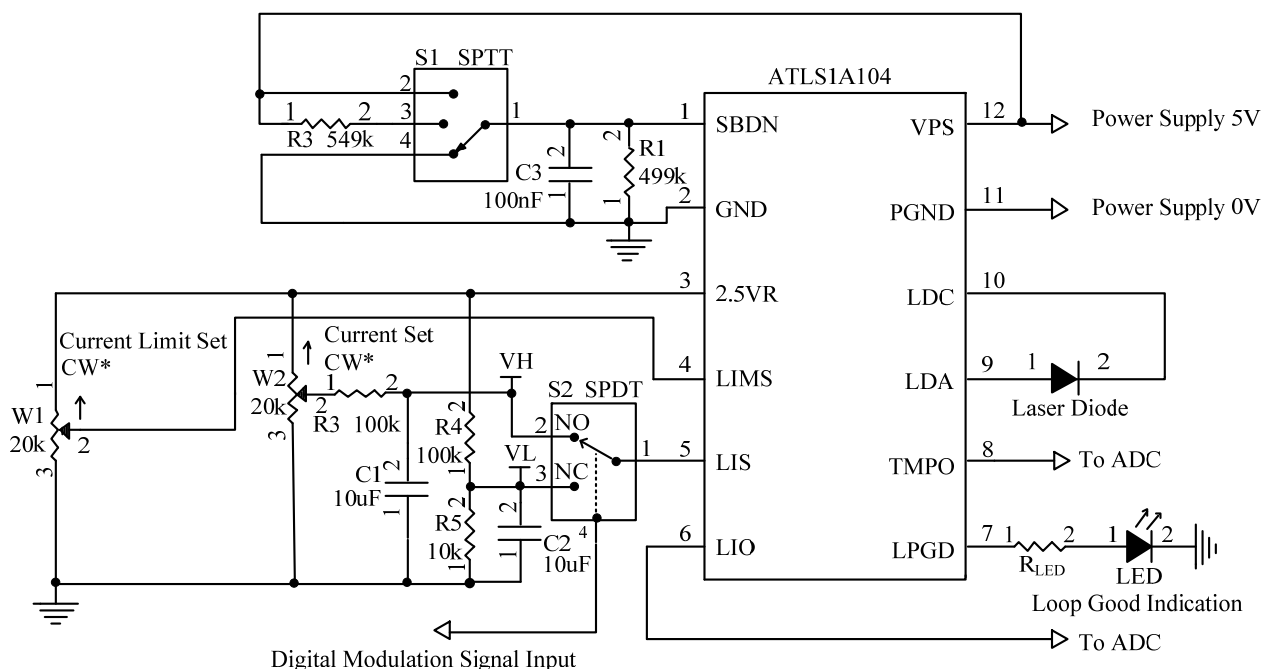 S1 SPTT
ATLS1A104
2
1 2 3 1
R3 549k
4
C3
100nF
2
1
2
R1
499k
1
1 SBDN
2 GND
3 2.5VR
4 LIMS
5 LIS
6 LIO
VPS 12
PGND 11
LDC 10
LDA 9
TMPO 8
LPGD 7
Power Supply 5V
Power Supply 0V
1 2
Laser Diode
To ADC
1 2 1 2
RLED LED
Loop Good Indication
To ADC
Current Limit Set
CW*
1
W1
20k
2
3
Current Set
CW*
1
W2
20k
2
3
1 2
R3 100k
VH
S2 SPDT
2 NO
1
3 NC
4
VL
2
R4
100k
1
C1
10uF
2
1
2
R5
10k
1
2
1
C2
10uF
Digital Modulation Signal Input